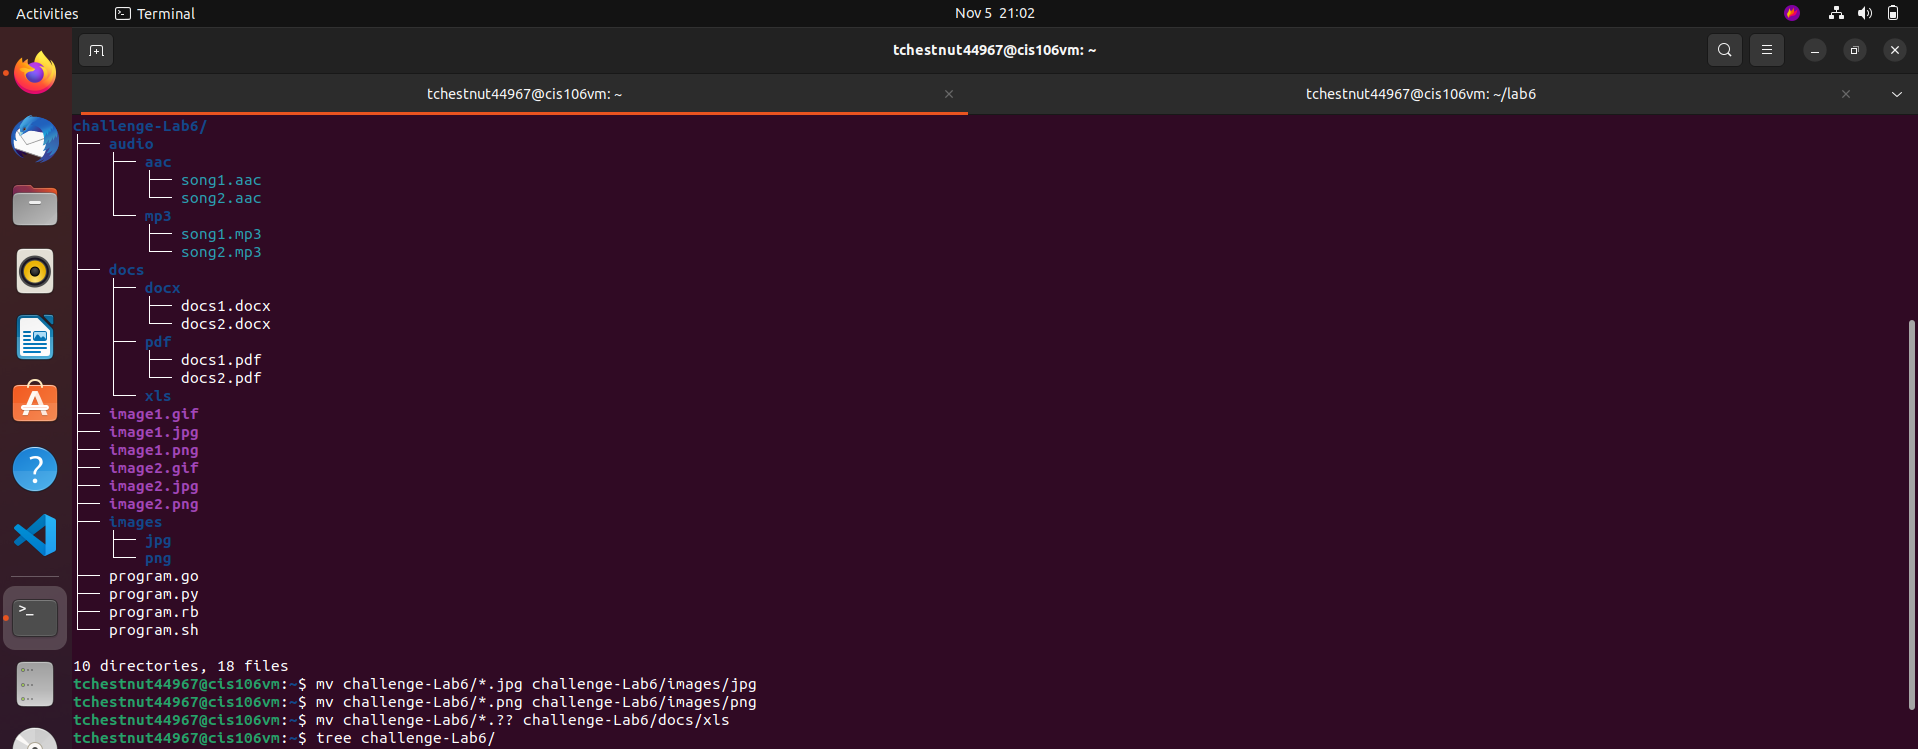 Activities
Terminal
Nov 5 21:02
tchestnut44967@cis106vm: ~
tchestnut44967@cis106vm: ~
tchestnut44967@cis106vm: ~/lab6
challenge-Lab6/
├── audio
│   ├── aac
│   │   ├── song1.aac
│   │   └── song2.aac
│   └── mp3
│       ├── song1.mp3
│       └── song2.mp3
├── docs
│   ├── docx
│   │   ├── docs1.docx
│   │   └── docs2.docx
│   ├── pdf
│   │   ├── docs1.pdf
│   │   └── docs2.pdf
│   └── xls
├── image1.gif
├── image1.jpg
├── image1.png
├── image2.gif
├── image2.jpg
├── image2.png
├── images
│   ├── jpg
│   └── png
├── program.go
├── program.py
├── program.rb
└── program.sh
10 directories, 18 files
tchestnut44967@cis106vm:~$ mv challenge-Lab6/*.jpg challenge-Lab6/images/jpg
tchestnut44967@cis106vm:~$ mv challenge-Lab6/*.png challenge-Lab6/images/png
tchestnut44967@cis106vm:~$ mv challenge-Lab6/*.?? challenge-Lab6/docs/xls
tchestnut44967@cis106vm:~$ tree challenge-Lab6/